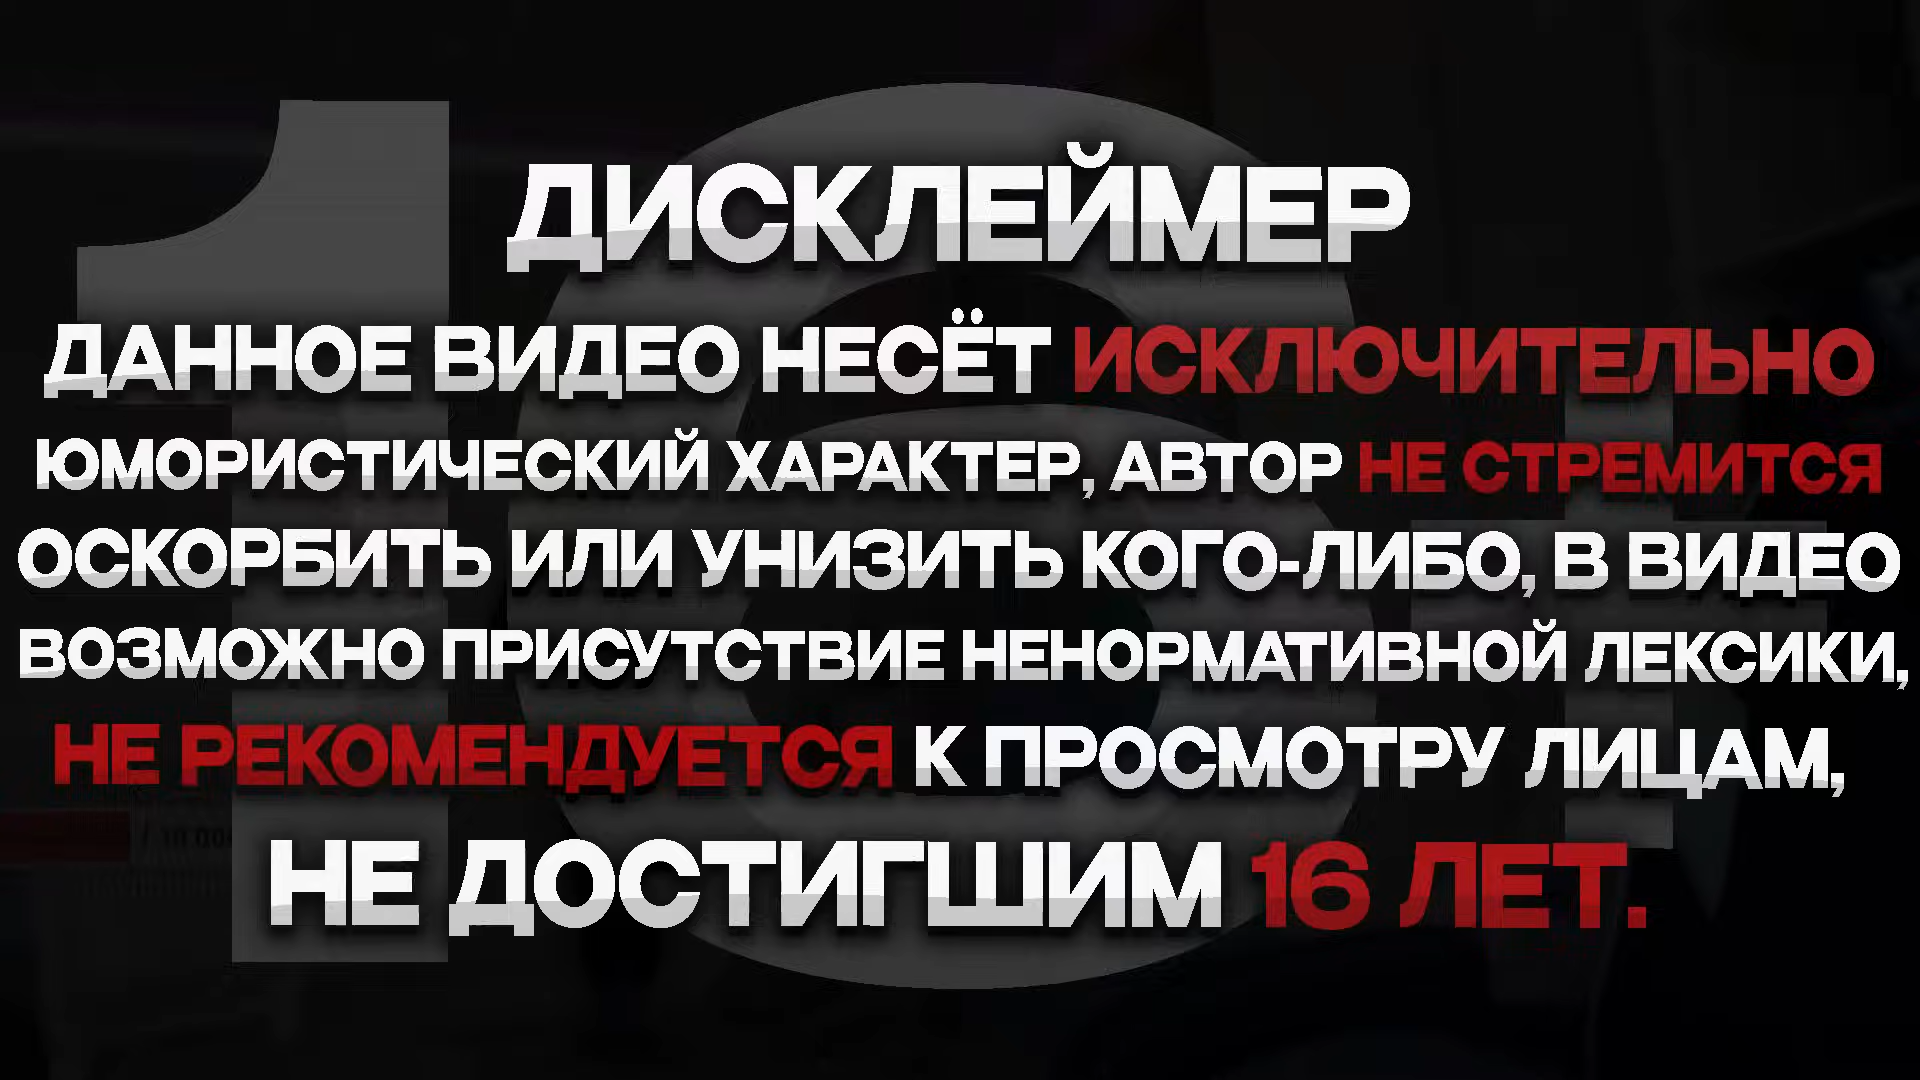 ДИСКЛЕЙМЕР
ДАННОЕ ВИДЕО НЕСЁТ ИСКЛЮЧИТЕЛЬНО
ЮМОРИСТИЧЕСКИЙ ХАРАКТЕР, АВТОР НЕ СТРЕМИТСЯ
ОСКОРБИТЬ ИЛИ УНИЗИТЬ КОГО-ЛИБО, В ВИДЕО
ВОЗМОЖНО ПРИСУТСТВИЕ НЕНОРМАТИВНОЙ ЛЕКСИКИ,
НЕ РЕКОМЕНДУЕТСЯ К ПРОСМОТРУ ЛИЦАМ,
НЕ ДОСТИГШИМ 16 ЛЕТ.
16+